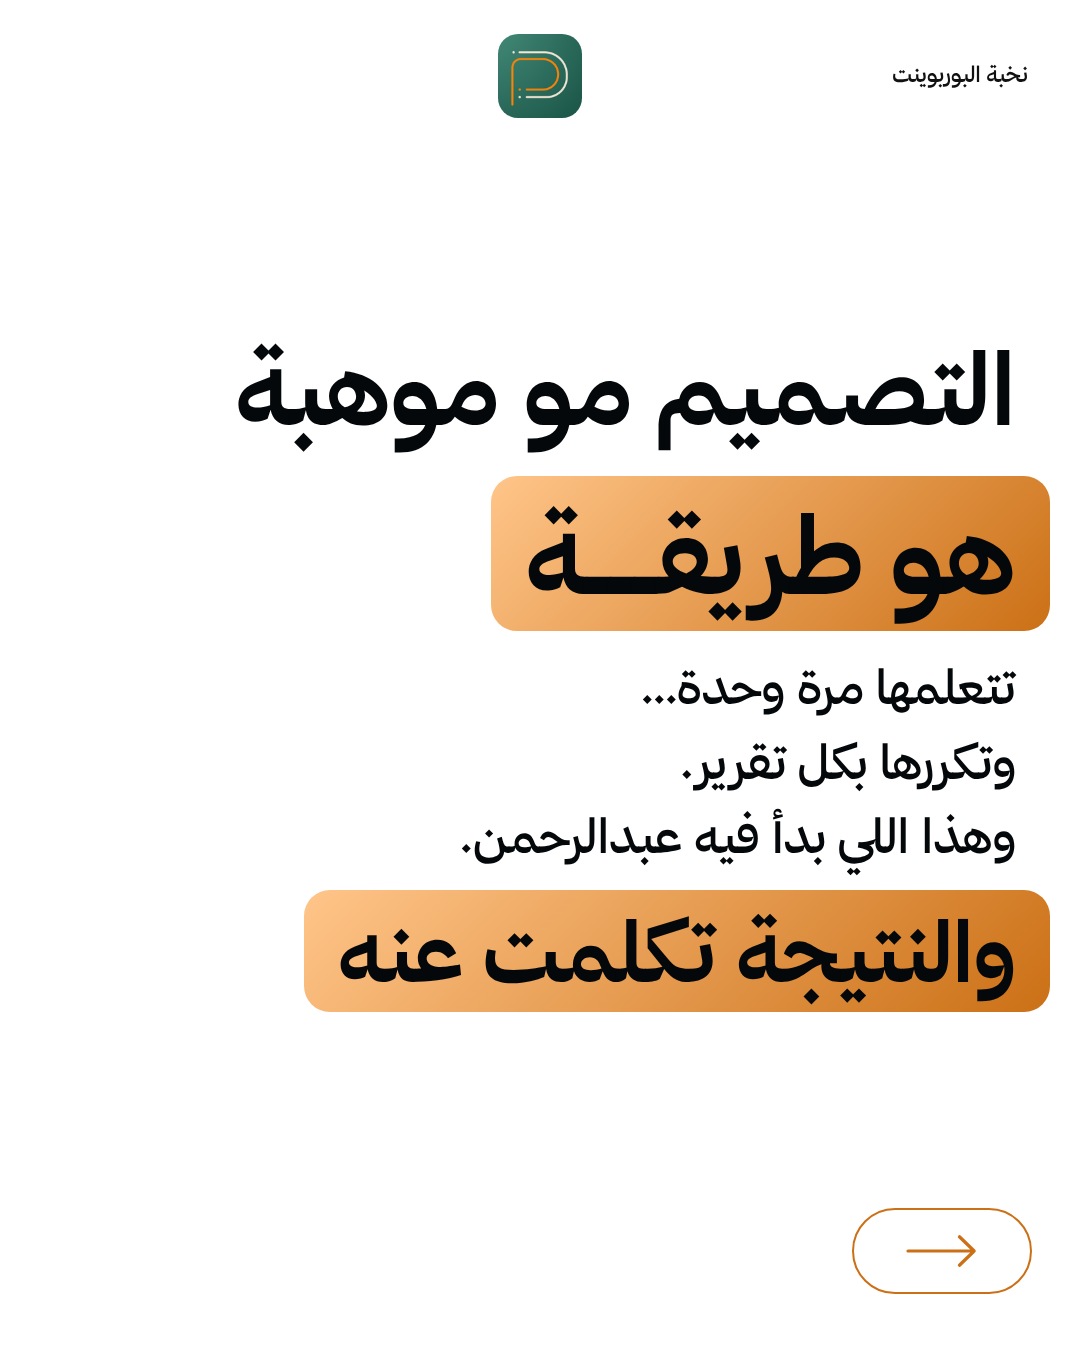 نخبة البوربوينت
التصميم مو موهبة
هو طريقـــة
تتعلمها مرة وحدة...
وتكررها بكل تقرير.
وهذا اللي بدأ فيه عبدالرحمن.
والنتيجة تكلمت عنه